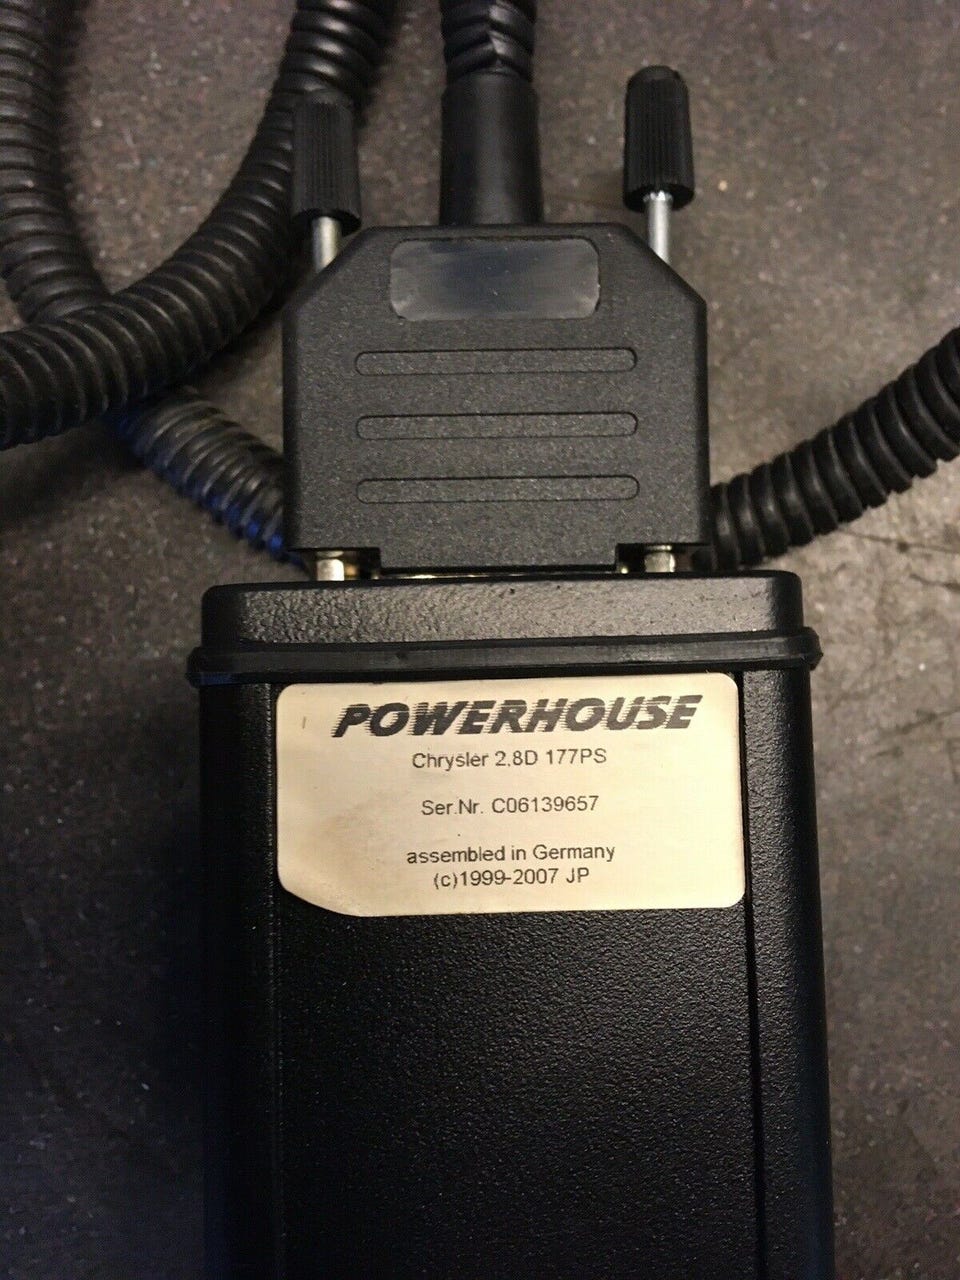 POWERHOUSE
Chrysler 2.8D 177PS
Ser.Nr. C06139657
assembled in Germany
(c)1999-2007 JP